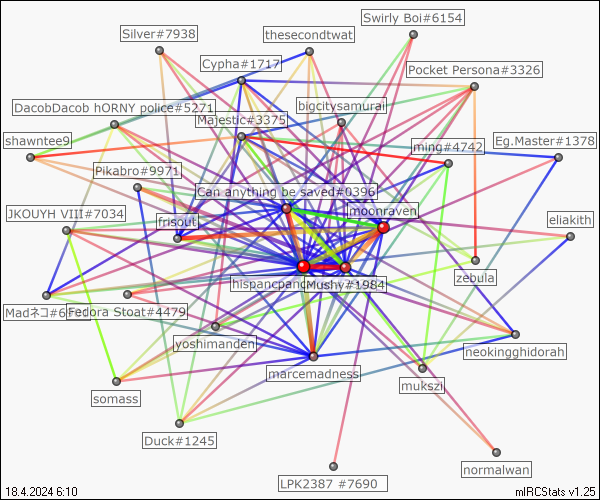 Swirly Boi#6154
Silver#7938
thesecondtwat
Cypha#1717
Pocket Persona#3326
DacobDacob hORNY police#5271
bigcitysamurai
Majestic#3375
shawntee9
ming#4742
Eg.Master#1378
Pikabro#9971
Can anything be saved#0396
JKOUYH VIII#7034
moonraven
frisout
eliakith
zebula
hispancpanc
Mushy#1984
Madネコ#6
Fedora Stoat#4479
yoshimanden
neokingghidorah
marcemadness
mukszi
somass
Duck#1245
normalwan
LPK2387 #7690
18.4.2024 6:10
mIRCStats v1.25